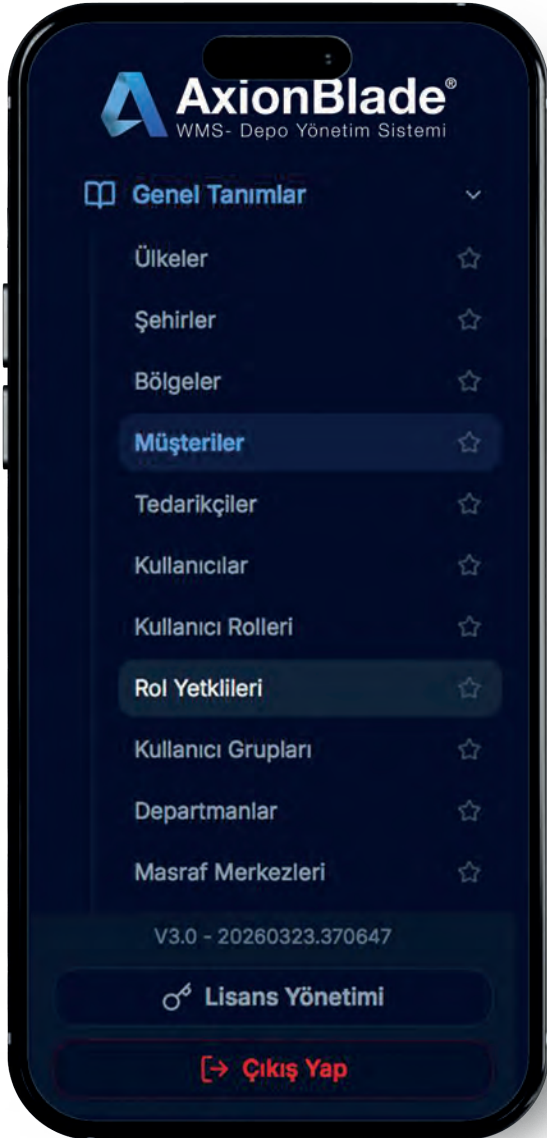 AxionBlade®
WMS- Depo Yönetim Sistemi
Genel Tanımlar
Ülkeler
Şehirler
Bölgeler
Müşteriler
Tedarikçiler
Kullanıcılar
Kullanıcı Rolleri
Rol Yetklileri
Kullanıcı Grupları
Departmanlar
Masraf Merkezleri
V3.0 - 20260323.370647
Lisans Yönetimi
Çıkış Yap